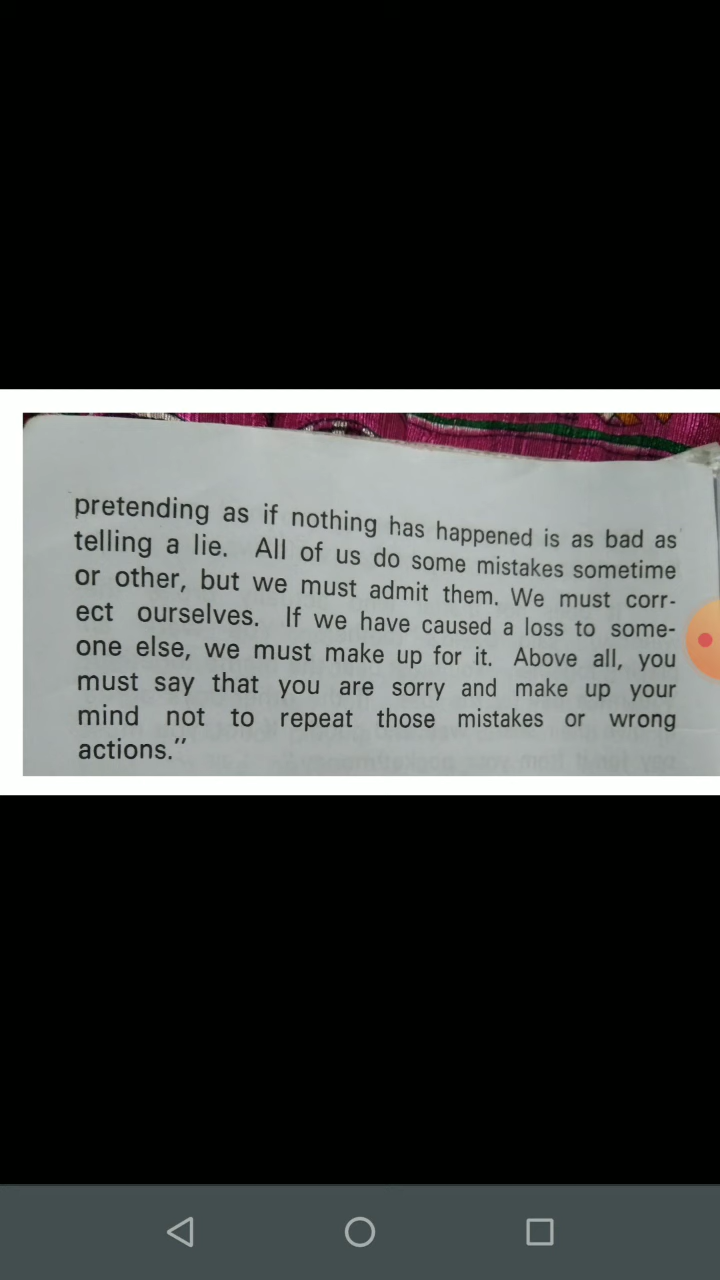 pretending as if nothing has happened is as bad as
telling a lie. All of us do some mistakes sometime
or other, but we must admit them. We must corr-
ect ourselves. If we have caused a loss to some-
one else, we must make up for it. Above all, you
must say that you are sorry and make up your
mind not to repeat those mistakes or wrong
actions.”